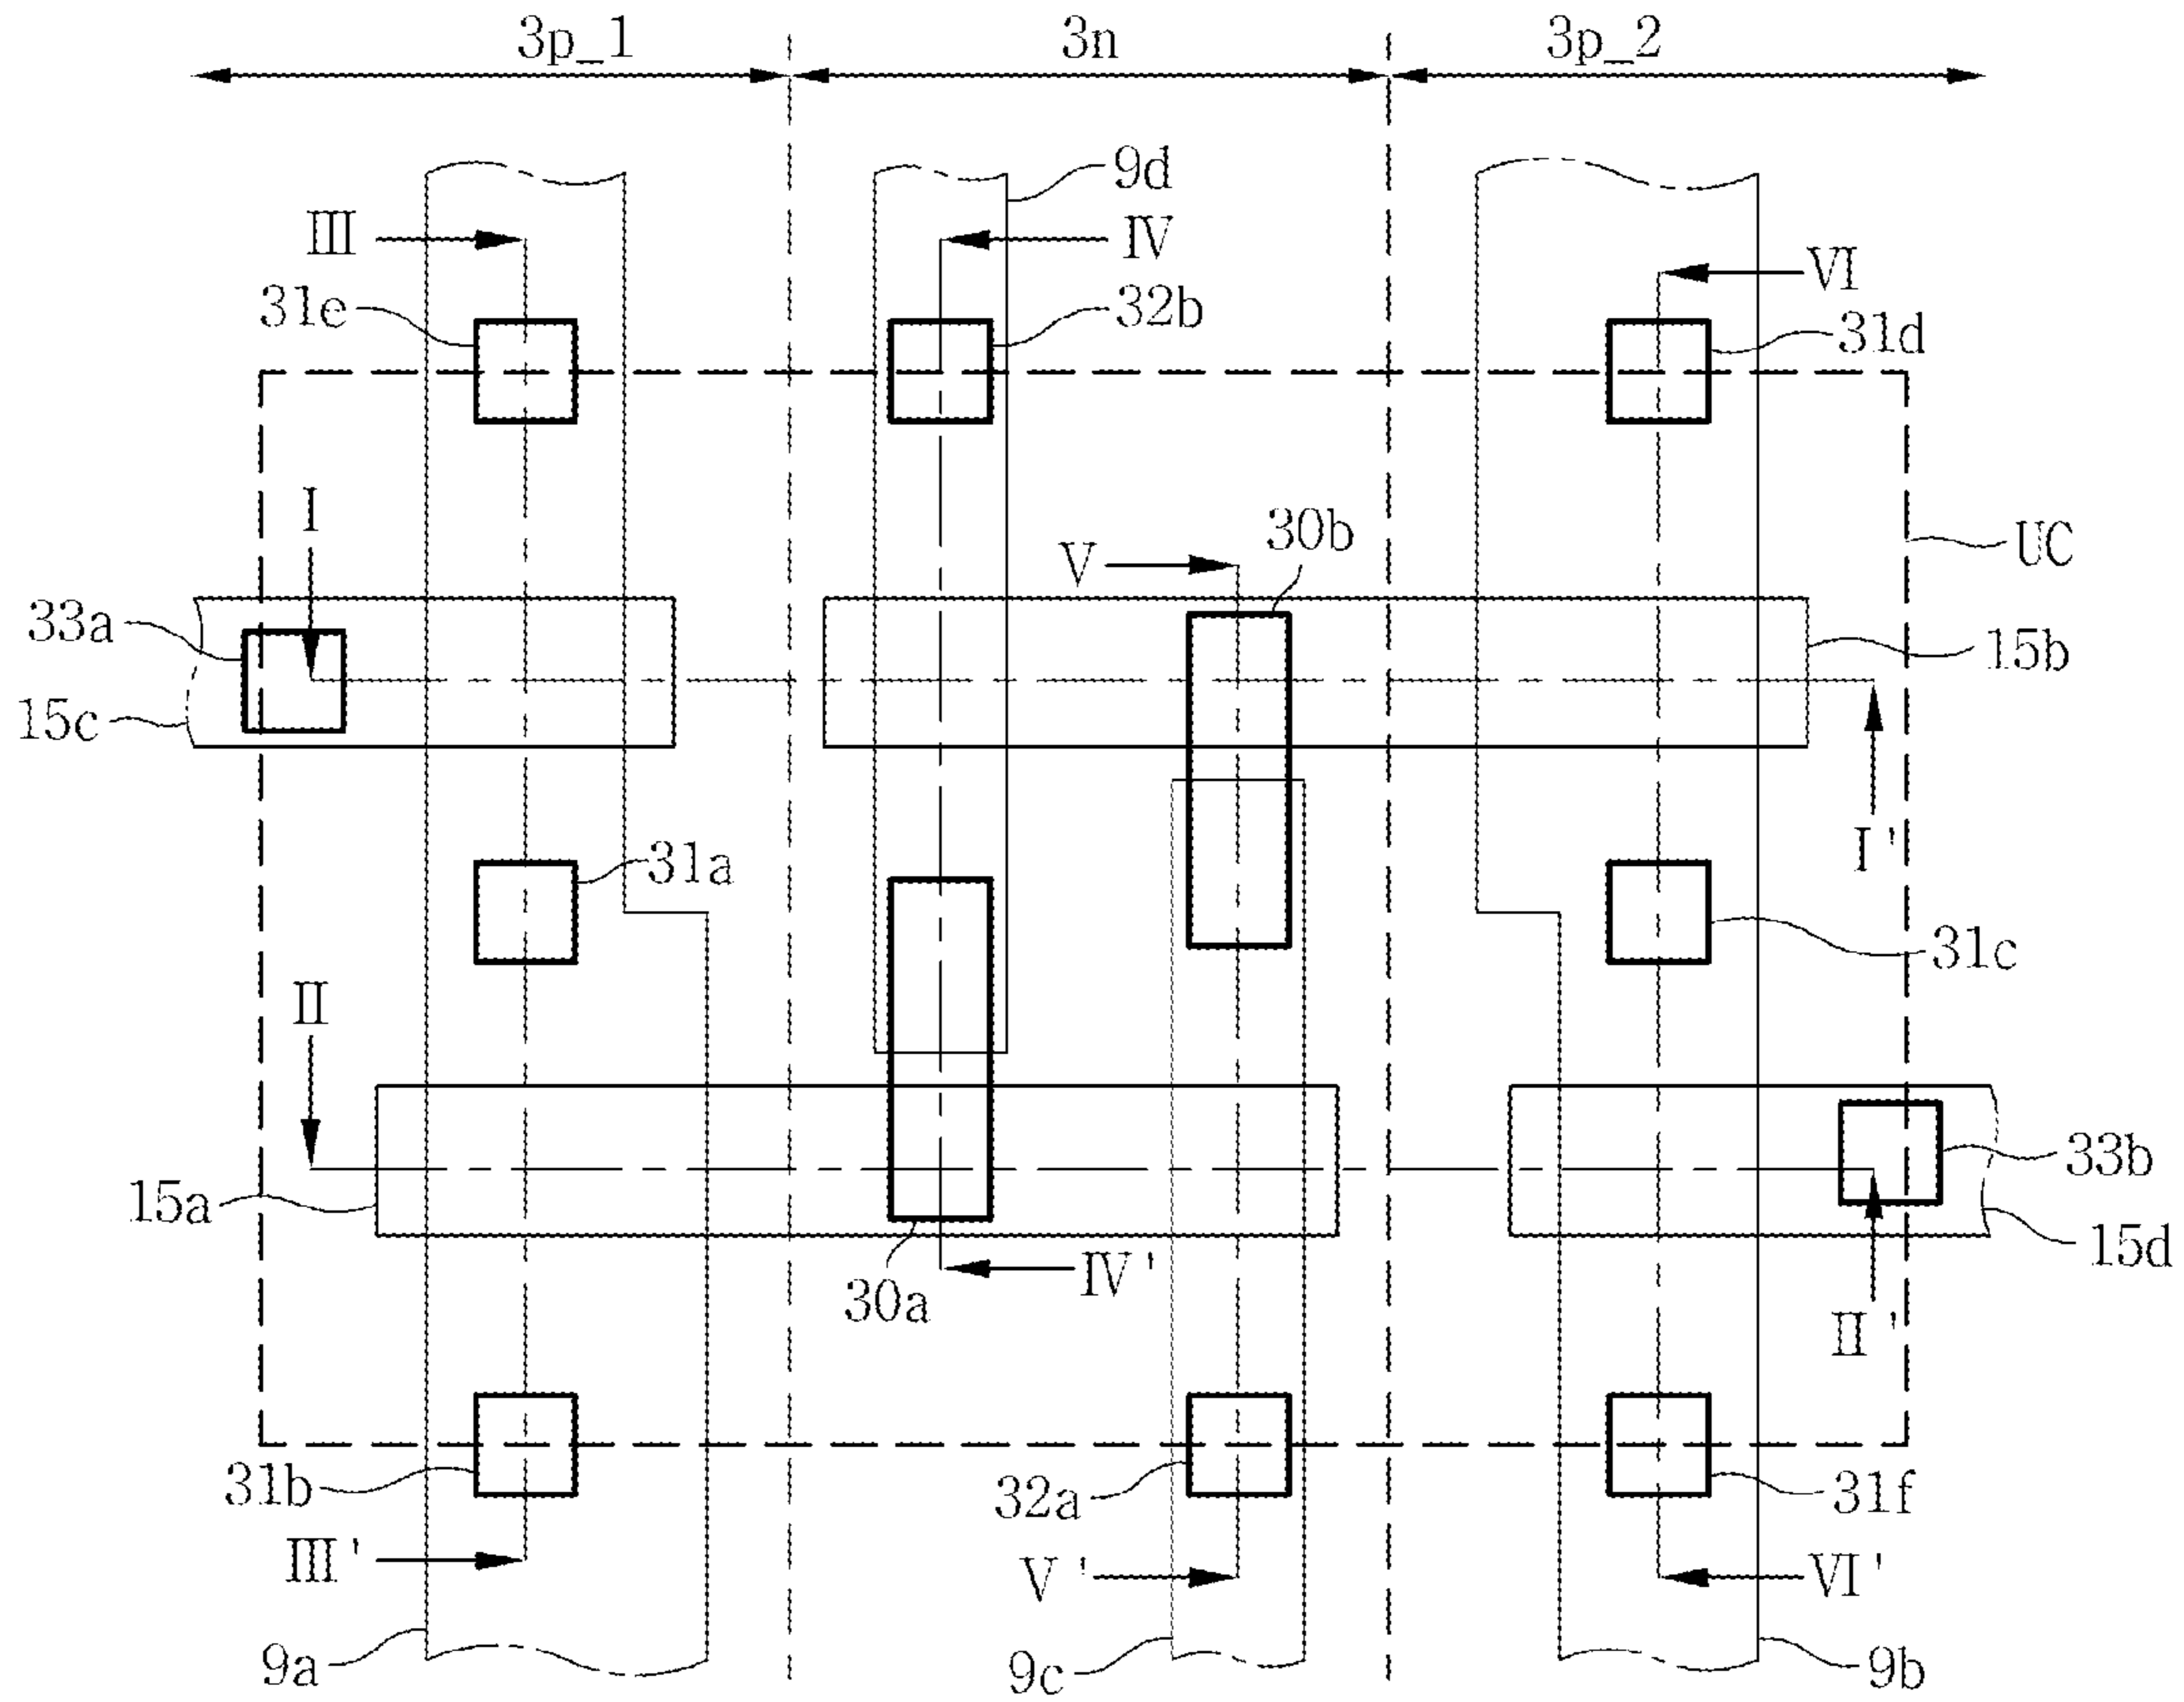 3p_1 3n 3p_2
9d
III IV
VI
31e 32b 31d
I
30b
V UC
33a
15b
15c
I'
31a
31c
II
33b
15a
15d
IV'
30a
II'
31b 32a 31f
III' V' VI'
9a 9c 9b